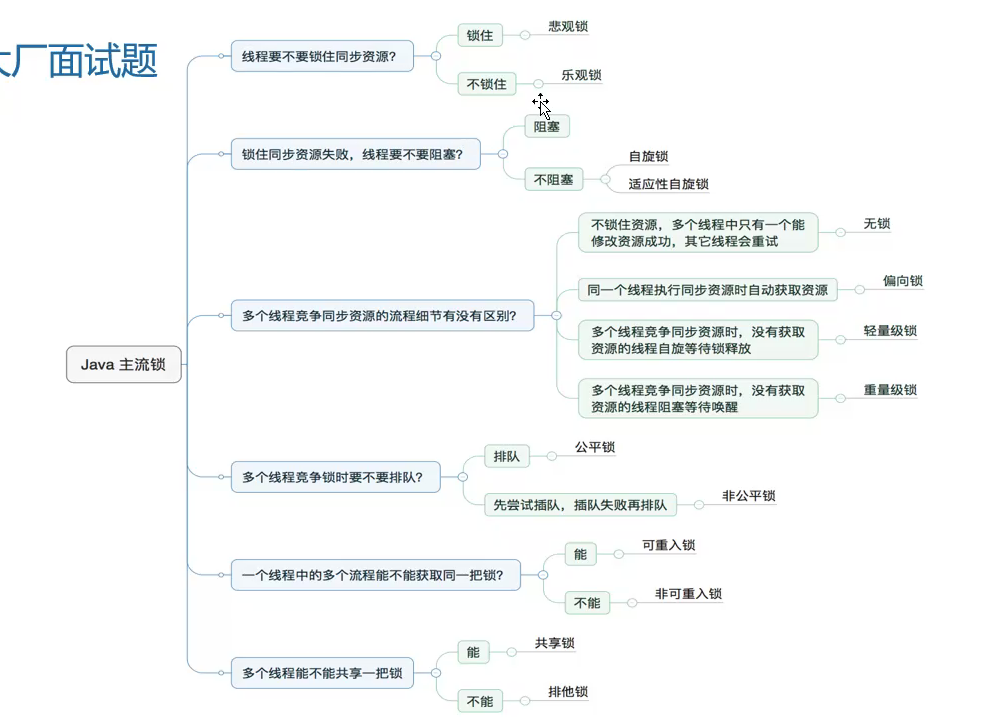 大厂面试题
Java 主流锁
线程要不要锁住同步资源？
锁住
悲观锁
不锁住
乐观锁
锁住同步资源失败，线程要不要阻塞？
阻塞
不阻塞
自旋锁
适应性自旋锁
多个线程竞争同步资源的流程细节有没有区别？
不锁住资源，多个线程中只有一个能
修改资源成功，其它线程会重试
无锁
同一个线程执行同步资源时自动获取资源
偏向锁
多个线程竞争同步资源时，没有获取
资源的线程自旋等待锁释放
轻量级锁
多个线程竞争同步资源时，没有获取
资源的线程阻塞等待唤醒
重量级锁
多个线程竞争锁时要不要排队？
排队
公平锁
先尝试插队，插队失败再排队
非公平锁
一个线程中的多个流程能不能获取同一把锁？
能
可重入锁
不能
非可重入锁
多个线程能不能共享一把锁
能
共享锁
不能
排他锁